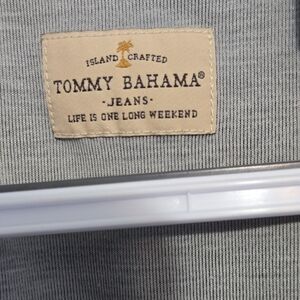 ISLAND CRAFTED
TOMMY BAHAMA®
·JEANS·
LIFE IS ONE LONG WEEKEND